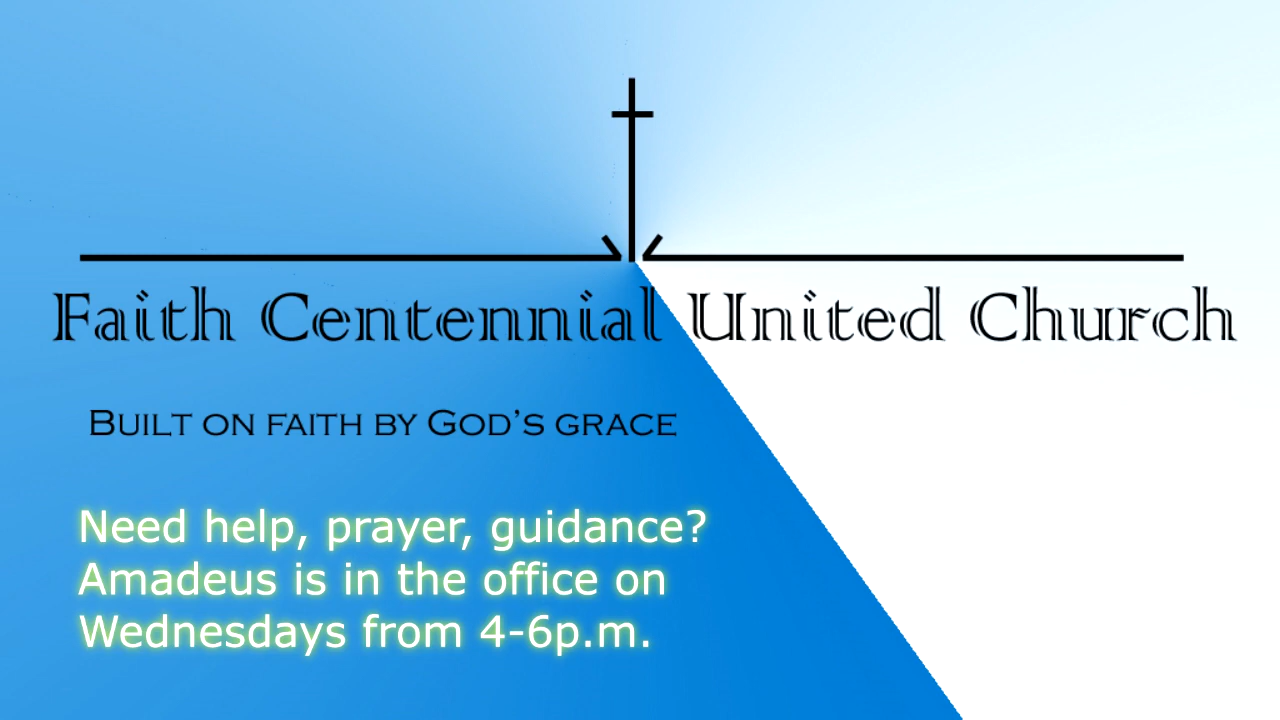 Faith Centennial United Church
Built on faith by God's grace
Need help, prayer, guidance?
Amadeus is in the office on
Wednesdays from 4-6p.m.